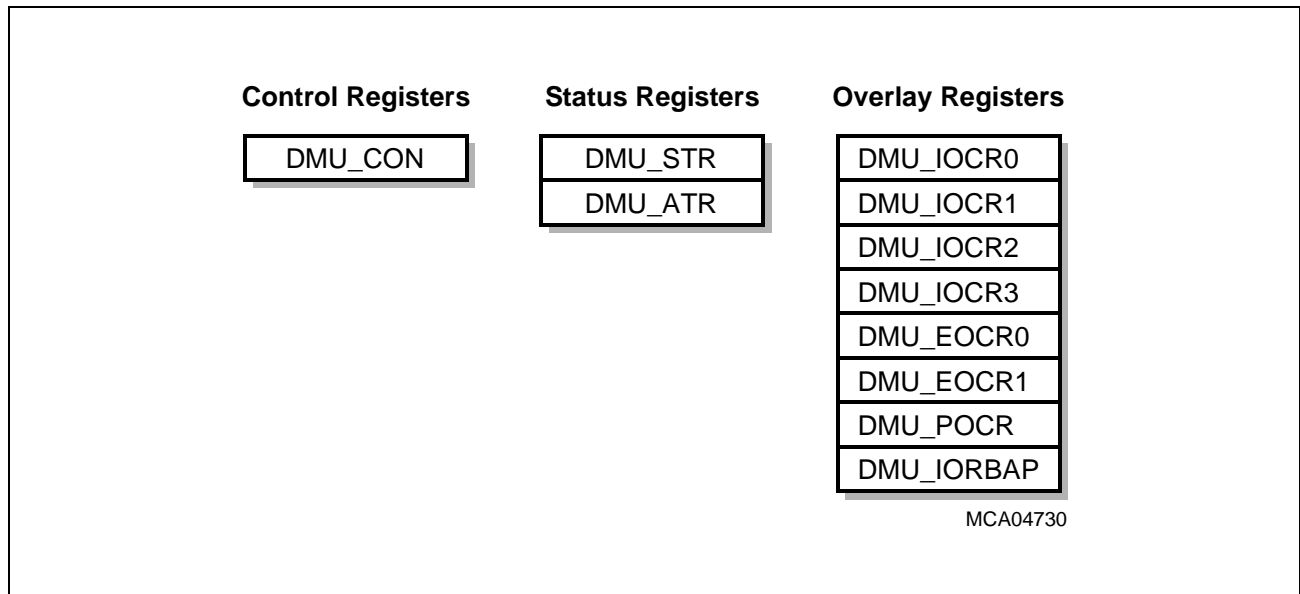 Control Registers
DMU_CON
Status Registers
DMU_STR
DMU_ATR
Overlay Registers
DMU_IOCR0
DMU_IOCR1
DMU_IOCR2
DMU_IOCR3
DMU_EOCR0
DMU_EOCR1
DMU_POCR
DMU_IORBAP
MCA04730